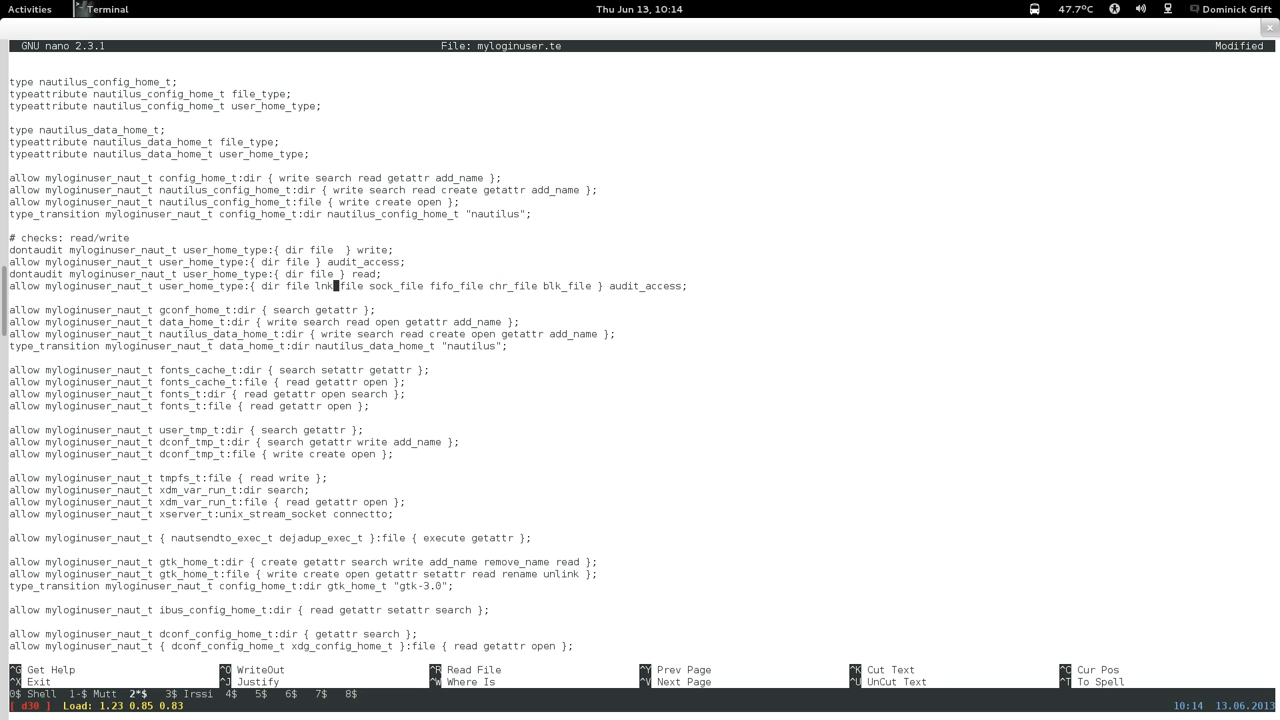 Activities Terminal Thu Jun 13, 10:14 47.7°C Dominick Grift
GNU nano 2.3.1 File: myloginuser.te Modified
type nautilus_config_home_t;
typeattribute nautilus_config_home_t file_type;
typeattribute nautilus_config_home_t user_home_type;
type nautilus_data_home_t;
typeattribute nautilus_data_home_t file_type;
typeattribute nautilus_data_home_t user_home_type;
allow myloginuser_naut_t config_home_t:dir { write search read getattr add_name };
allow myloginuser_naut_t nautilus_config_home_t:dir { write search read create getattr add_name };
allow myloginuser_naut_t nautilus_config_home_t:file { write create open };
type_transition myloginuser_naut_t config_home_t:dir nautilus_config_home_t "nautilus";
# checks: read/write
dontaudit myloginuser_naut_t user_home_type:{ dir file  } write;
allow myloginuser_naut_t user_home_type:{ dir file } audit_access;
dontaudit myloginuser_naut_t user_home_type:{ dir file } read;
allow myloginuser_naut_t user_home_type:{ dir file lnk file sock_file fifo_file chr_file blk_file } audit_access;
allow myloginuser_naut_t gconf_home_t:dir { search getattr };
allow myloginuser_naut_t data_home_t:dir { write search read open getattr add_name };
allow myloginuser_naut_t nautilus_data_home_t:dir { write search read create open getattr add_name };
type_transition myloginuser_naut_t data_home_t:dir nautilus_data_home_t "nautilus";
allow myloginuser_naut_t fonts_cache_t:dir { search setattr getattr };
allow myloginuser_naut_t fonts_cache_t:file { read getattr open };
allow myloginuser_naut_t fonts_t:dir { read getattr open search };
allow myloginuser_naut_t fonts_t:file { read getattr open };
allow myloginuser_naut_t user_tmp_t:dir { search getattr };
allow myloginuser_naut_t dconf_tmp_t:dir { search getattr write add_name };
allow myloginuser_naut_t dconf_tmp_t:file { write create open };
allow myloginuser_naut_t tmpfs_t:file { read write };
allow myloginuser_naut_t xdm_var_run_t:dir search;
allow myloginuser_naut_t xdm_var_run_t:file { read getattr open };
allow myloginuser_naut_t xserver_t:unix_stream_socket connectto;
allow myloginuser_naut_t { nautsendto_exec_t dejadup_exec_t }:file { execute getattr };
allow myloginuser_naut_t gtk_home_t:dir { create getattr search write add_name remove_name read };
allow myloginuser_naut_t gtk_home_t:file { write create open getattr setattr read rename unlink };
type_transition myloginuser_naut_t config_home_t:dir gtk_home_t "gtk-3.0";
allow myloginuser_naut_t ibus_config_home_t:dir { read getattr setattr search };
allow myloginuser_naut_t dconf_config_home_t:dir { getattr search };
allow myloginuser_naut_t { dconf_config_home_t xdg_config_home_t }:file { read getattr open };
^G Get Help ^O WriteOut ^R Read File ^Y Prev Page ^K Cut Text ^C Cur Pos
^X Exit ^J Justify ^W Where Is ^V Next Page ^U UnCut Text ^T To Spell
0$ Shell 1-$ Mutt 2*$ 3$ Irssi 4$ 5$ 6$ 7$ 8$
[ d30 ] Load: 1.23 0.85 0.83 10:14 13.06.2013